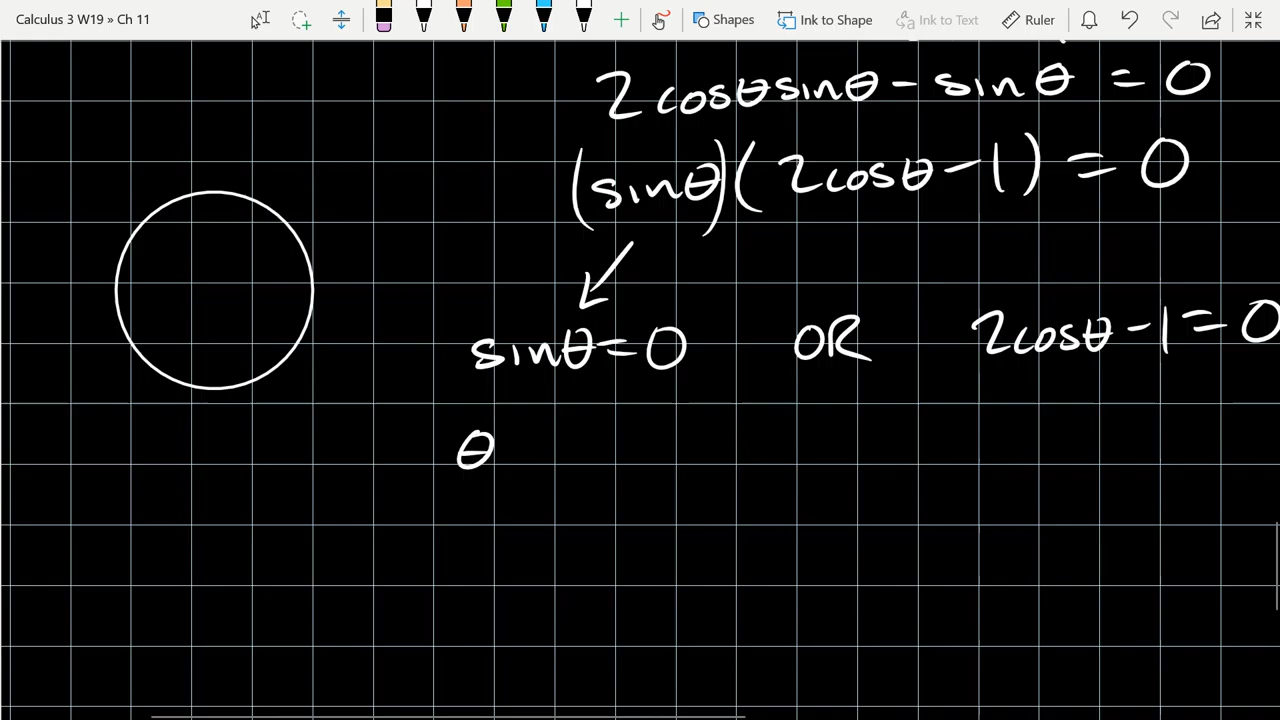 Calculus 3 W19 » Ch 11
Shapes
Ink to Shape
Ink to Text
Ruler
2cosθsinθ - sinθ = 0
(sinθ)(2cosθ-1) = 0
sinθ=0 OR 2cosθ-1=0
θ